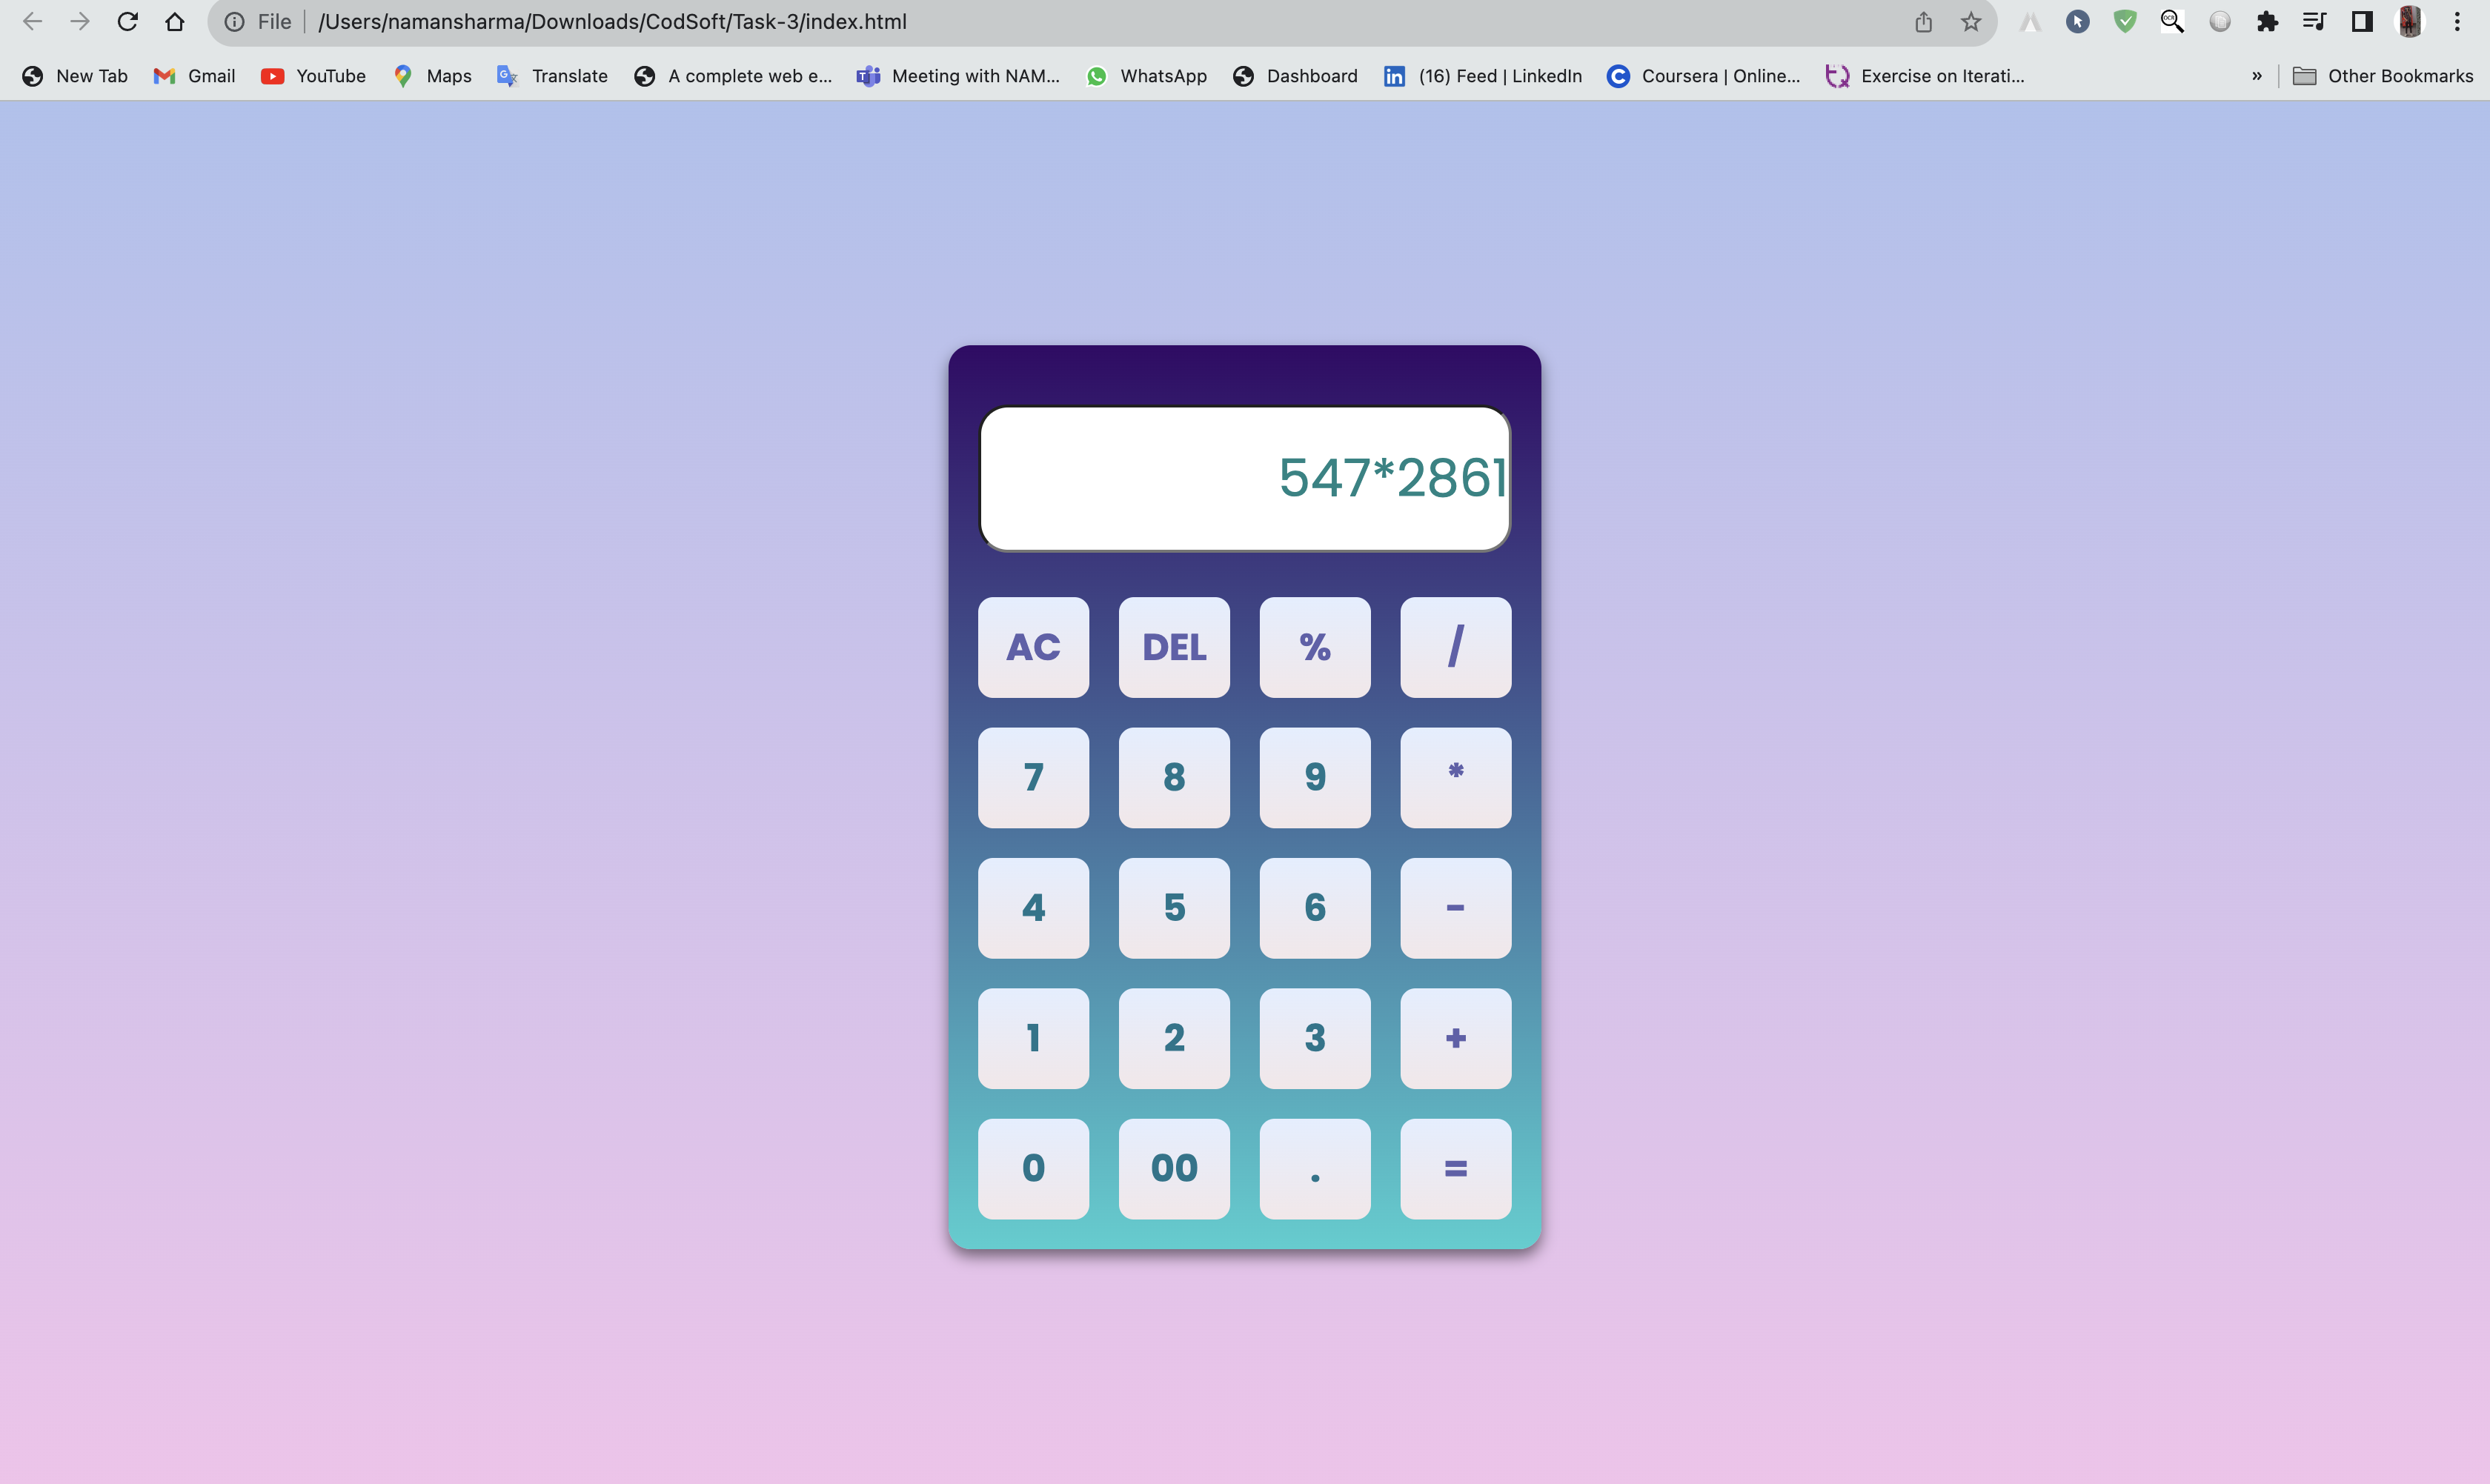 File /Users/namansharma/Downloads/CodSoft/Task-3/index.html
New Tab Gmail YouTube Maps Translate A complete web e... Meeting with NAM... WhatsApp Dashboard (16) Feed | LinkedIn Coursera | Online... Exercise on Iterati... » Other Bookmarks
547*2861
AC DEL % /
7 8 9 *
4 5 6 -
1 2 3 +
0 00 . =